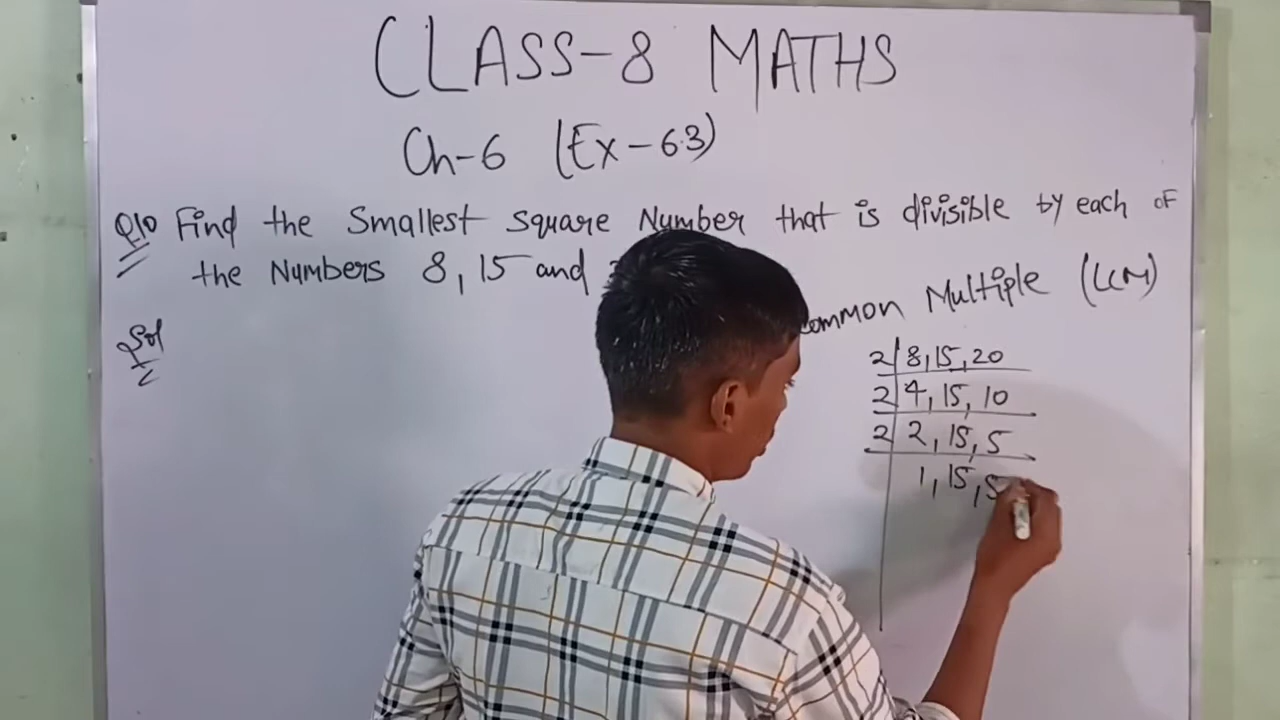 CLASS-8 MATHS
Ch-6 (Ex-6.3)
Q10 Find the Smallest Square Number that is divisible by each of
the Numbers 8, 15 and
Common Multiple (LCM)
Sol
2 8, 15, 20
2 4, 15, 10
2 2, 15, 5
1, 15, 5